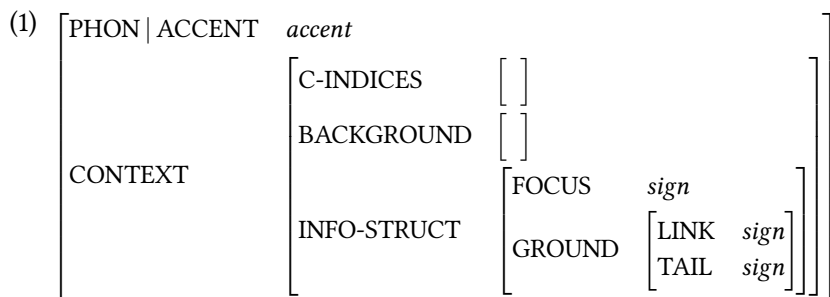 (1) PHON | ACCENT accent
C-INDICES [ ]
BACKGROUND [ ]
CONTEXT
FOCUS sign
INFO-STRUCT
LINK sign
GROUND
TAIL sign